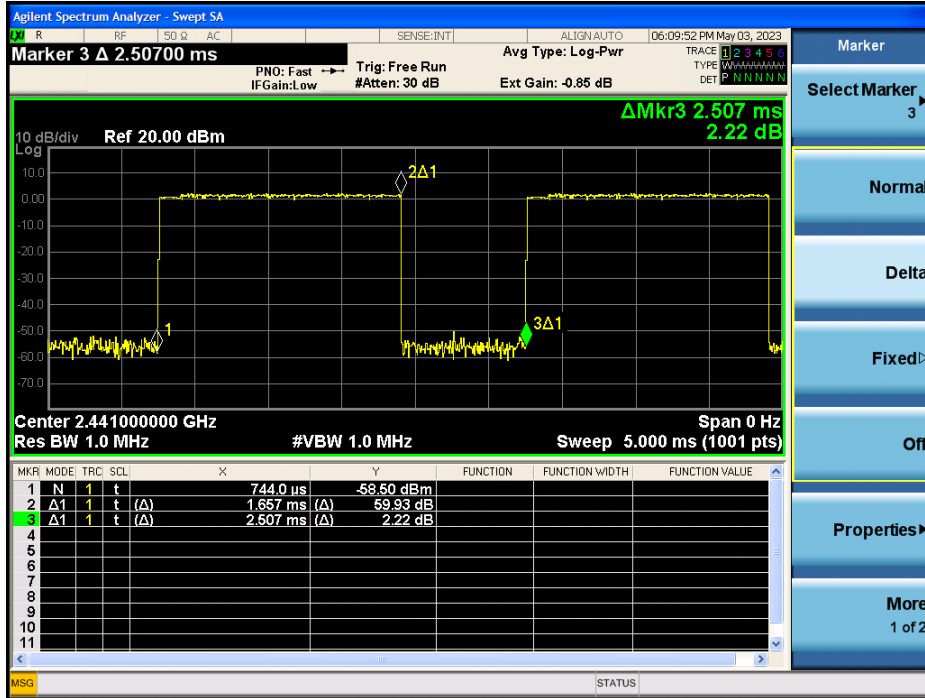 Agilent Spectrum Analyzer - Swept SA
LXI R RF 50 Ω AC SENSE:INT ALIGN AUTO 06:09:52 PM May 03, 2023
Marker 3 Δ 2.50700 ms
PNO: Fast
IFGain:Low
Trig: Free Run
#Atten: 30 dB
Avg Type: Log-Pwr
Ext Gain: -0.85 dB
TRACE 1 2 3 4 5 6
TYPE WWWWWW
DET P N N N N N
ΔMkr3 2.507 ms
2.22 dB
10 dB/div Ref 20.00 dBm
Log
10.0
0.00
-10.0
-20.0
-30.0
-40.0
-50.0
-60.0
-70.0
2Δ1
1
3Δ1
Center 2.441000000 GHz Span 0 Hz
Res BW 1.0 MHz #VBW 1.0 MHz Sweep 5.000 ms (1001 pts)
MKR MODE TRC SCL X Y FUNCTION FUNCTION WIDTH FUNCTION VALUE
1 N 1 t 744.0 µs -58.50 dBm
2 Δ1 1 t (Δ) 1.657 ms (Δ) 59.93 dB
3 Δ1 1 t (Δ) 2.507 ms (Δ) 2.22 dB
4
5
6
7
8
9
10
11
MSG STATUS
Marker
Select Marker
3
Normal
Delta
Fixed
Off
Properties
More
1 of 2